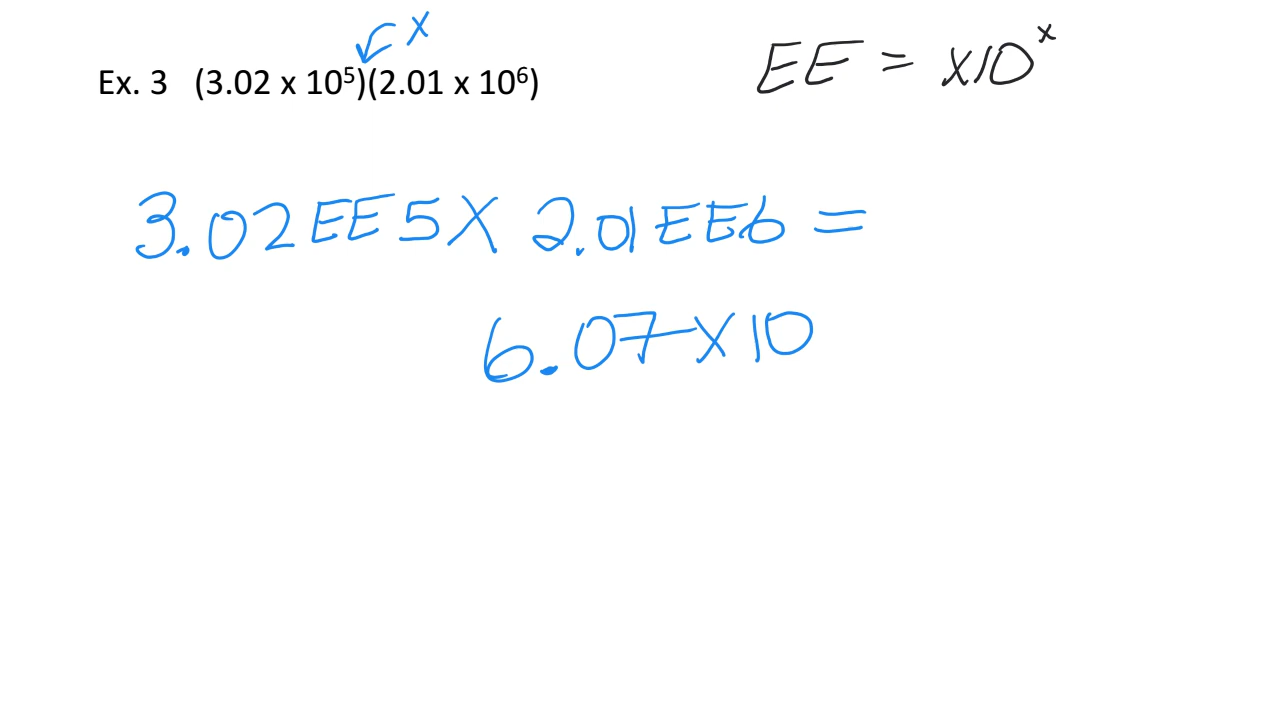 x
Ex. 3 (3.02 x 10⁵)(2.01 x 10⁶)
EE = x10ˣ
3.02EE5 x 2.01EE6 =
6.07 x 10